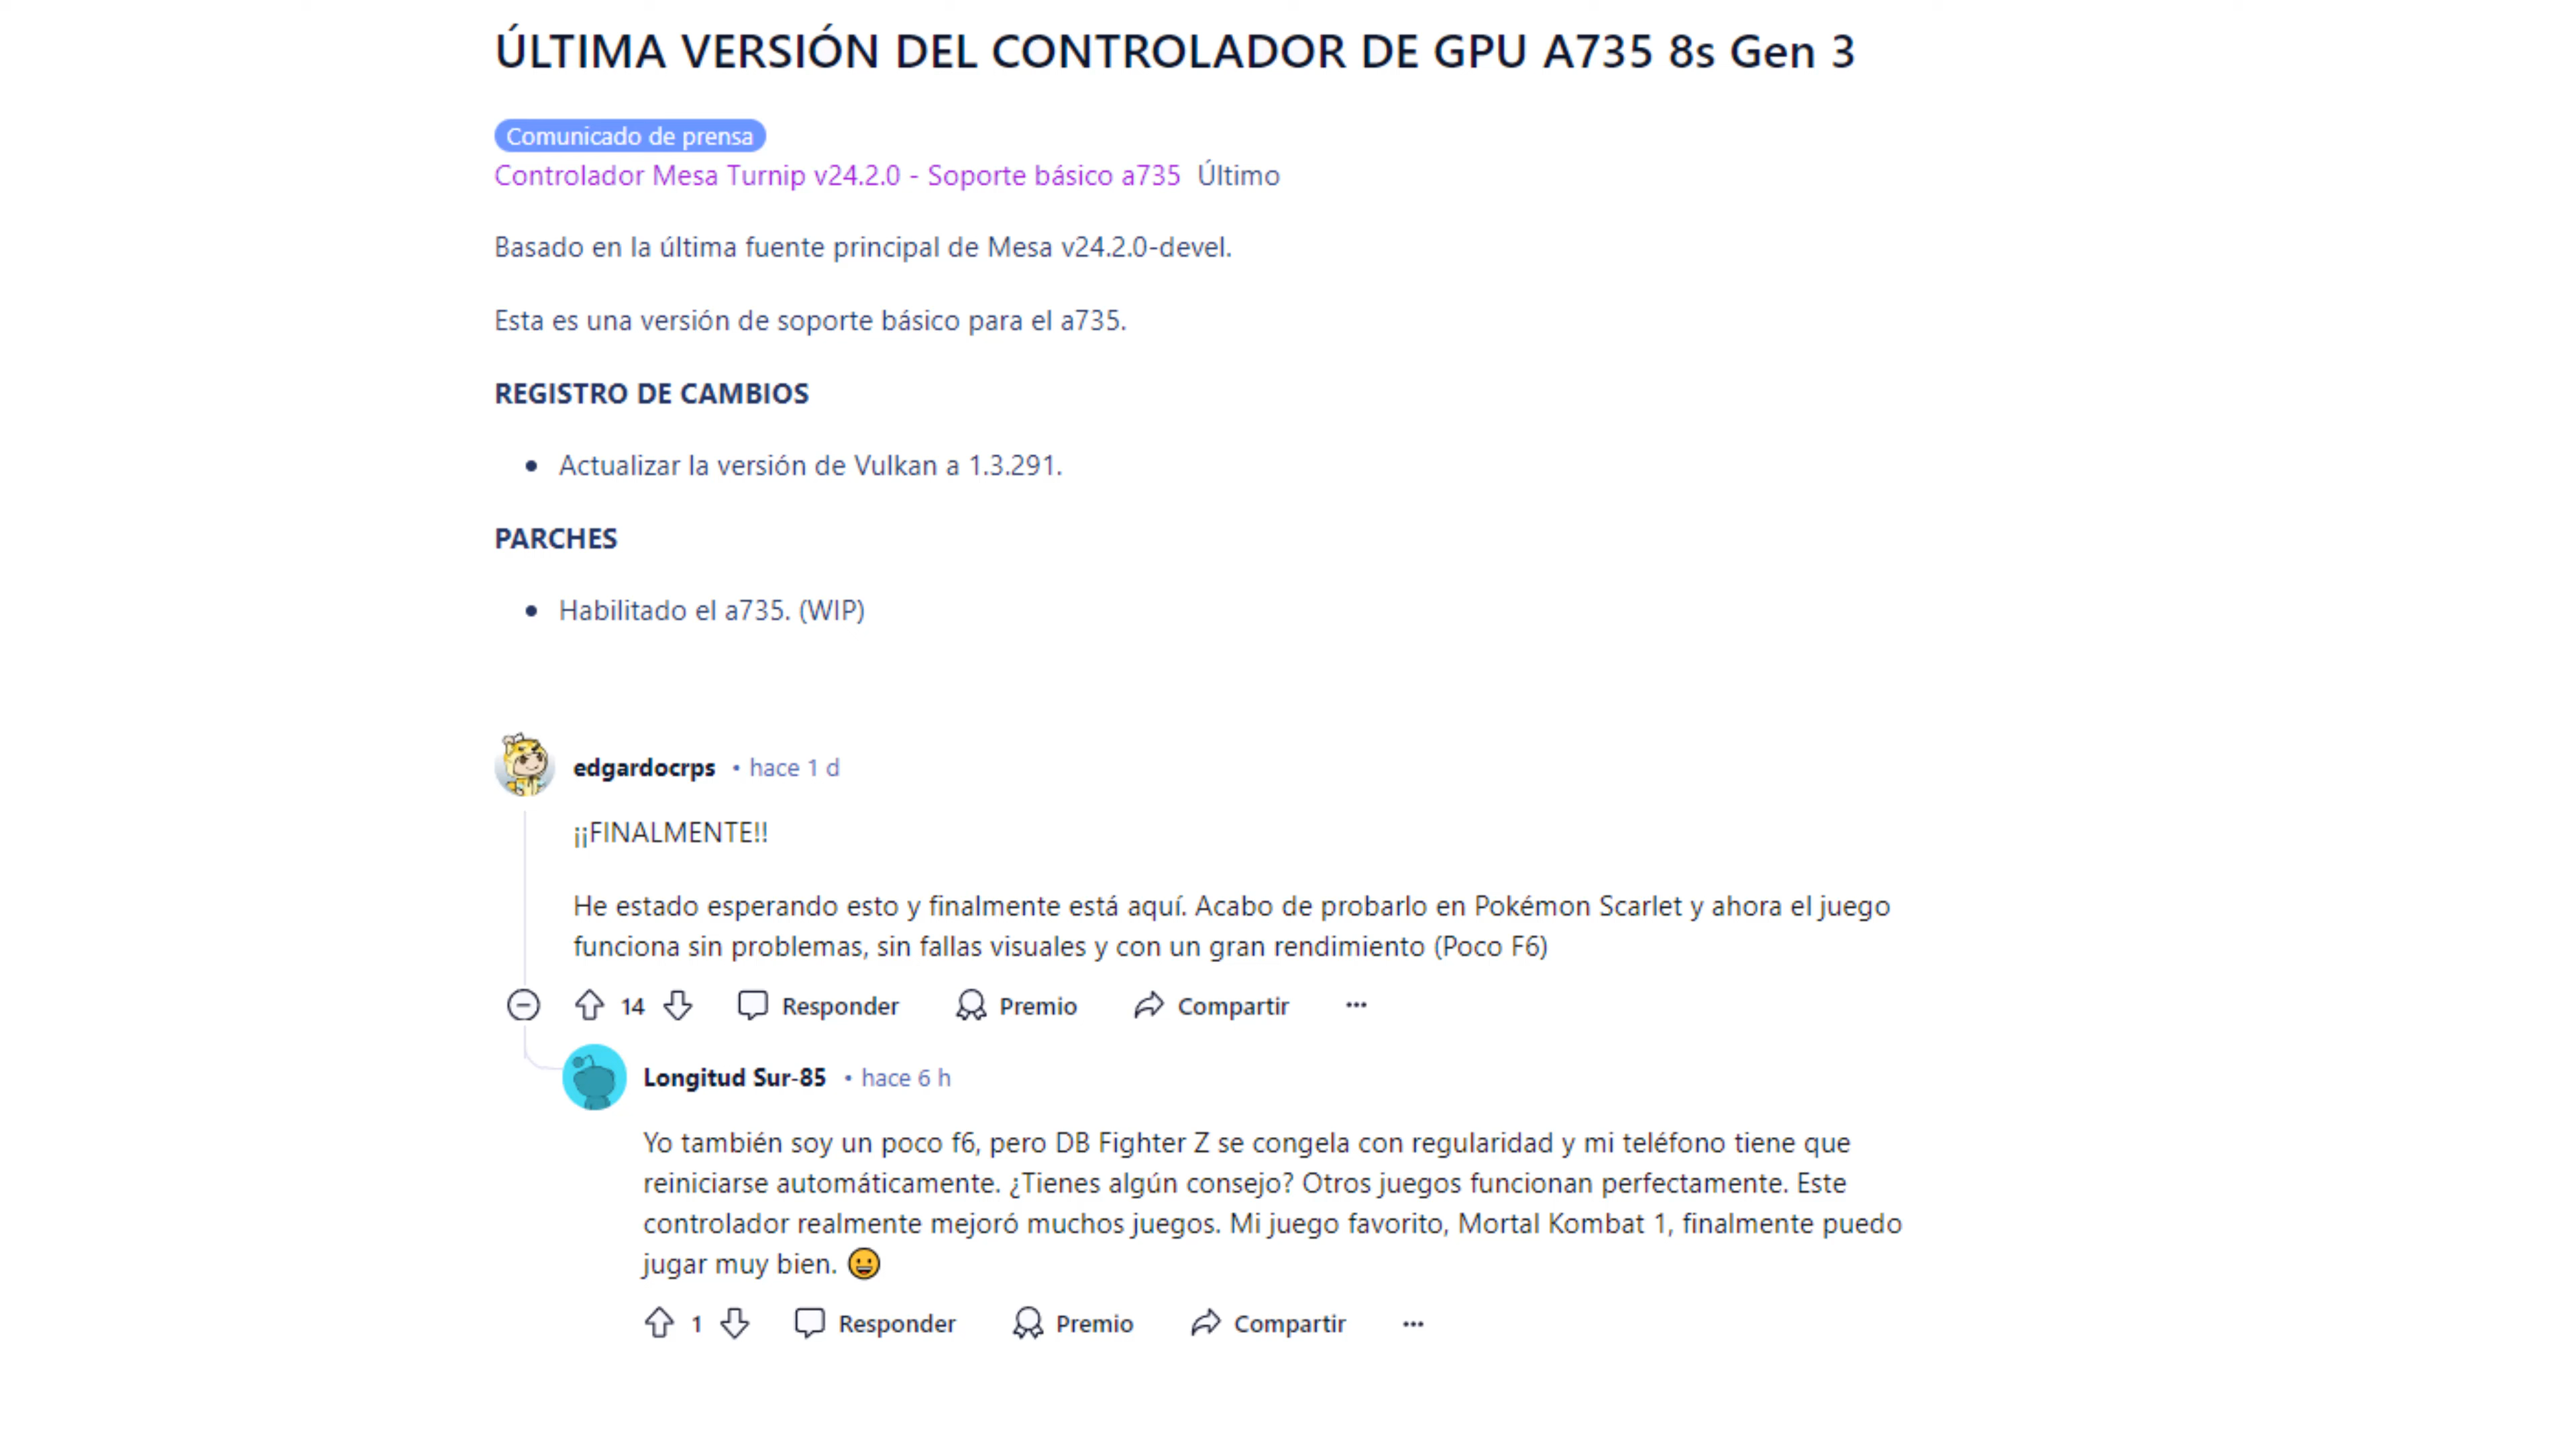 ÚLTIMA VERSIÓN DEL CONTROLADOR DE GPU A735 8s Gen 3
Comunicado de prensa
Controlador Mesa Turnip v24.2.0 - Soporte básico a735 Último
Basado en la última fuente principal de Mesa v24.2.0-devel.
Esta es una versión de soporte básico para el a735.
REGISTRO DE CAMBIOS
• Actualizar la versión de Vulkan a 1.3.291.
PARCHES
• Habilitado el a735. (WIP)
edgardocrps • hace 1 d
¡¡FINALMENTE!!
He estado esperando esto y finalmente está aquí. Acabo de probarlo en Pokémon Scarlet y ahora el juego
funciona sin problemas, sin fallas visuales y con un gran rendimiento (Poco F6)
14 Responder Premio Compartir ...
Longitud Sur-85 • hace 6 h
Yo también soy un poco f6, pero DB Fighter Z se congela con regularidad y mi teléfono tiene que
reiniciarse automáticamente. ¿Tienes algún consejo? Otros juegos funcionan perfectamente. Este
controlador realmente mejoró muchos juegos. Mi juego favorito, Mortal Kombat 1, finalmente puedo
jugar muy bien. 😀
1 Responder Premio Compartir ...